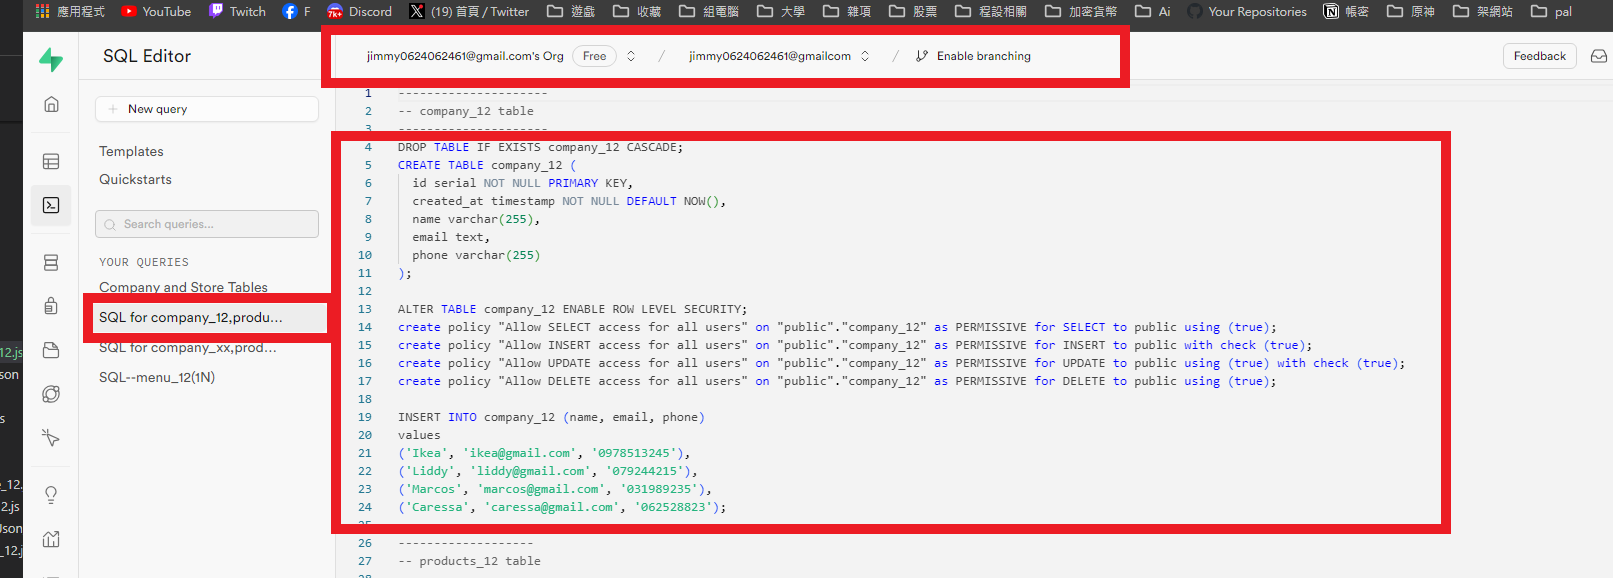 應用程式 YouTube Twitch F Discord (19) 首頁 / Twitter 遊戲 收藏 組電腦 大學 雜項 股票 程設相關 加密貨幣 Ai Your Repositories 帳密 原神 架網站 pal
SQL Editor
jimmy0624062461@gmail.com's Org Free / jimmy0624062461@gmailcom / Enable branching
Feedback
New query
Templates
Quickstarts
Search queries...
YOUR QUERIES
Company and Store Tables
SQL for company_12,produ...
SQL for company_xx,prod...
SQL--menu_12(1N)
1 ---------------------
2 -- company_12 table
3 ---------------------
4 DROP TABLE IF EXISTS company_12 CASCADE;
5 CREATE TABLE company_12 (
6 id serial NOT NULL PRIMARY KEY,
7 created_at timestamp NOT NULL DEFAULT NOW(),
8 name varchar(255),
9 email text,
10 phone varchar(255)
11 );
12
13 ALTER TABLE company_12 ENABLE ROW LEVEL SECURITY;
14 create policy "Allow SELECT access for all users" on "public"."company_12" as PERMISSIVE for SELECT to public using (true);
15 create policy "Allow INSERT access for all users" on "public"."company_12" as PERMISSIVE for INSERT to public with check (true);
16 create policy "Allow UPDATE access for all users" on "public"."company_12" as PERMISSIVE for UPDATE to public using (true) with check (true);
17 create policy "Allow DELETE access for all users" on "public"."company_12" as PERMISSIVE for DELETE to public using (true);
18
19 INSERT INTO company_12 (name, email, phone)
20 values
21 ('Ikea', 'ikea@gmail.com', '0978513245'),
22 ('Liddy', 'liddy@gmail.com', '079244215'),
23 ('Marcos', 'marcos@gmail.com', '031989235'),
24 ('Caressa', 'caressa@gmail.com', '062528823');
26 -------------------
27 -- products_12 table